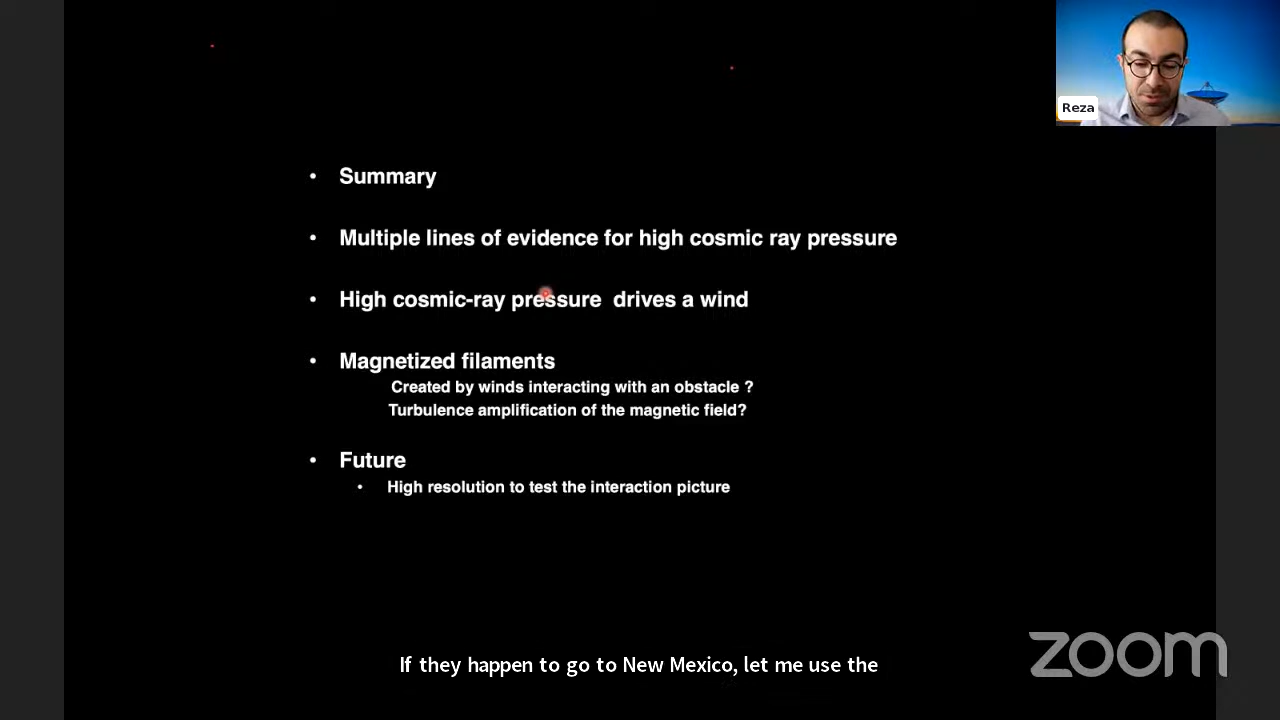 Reza
• Summary
• Multiple lines of evidence for high cosmic ray pressure
• High cosmic-ray pressure drives a wind
• Magnetized filaments
Created by winds interacting with an obstacle ?
Turbulence amplification of the magnetic field?
• Future
• High resolution to test the interaction picture
If they happen to go to New Mexico, let me use the
zoom